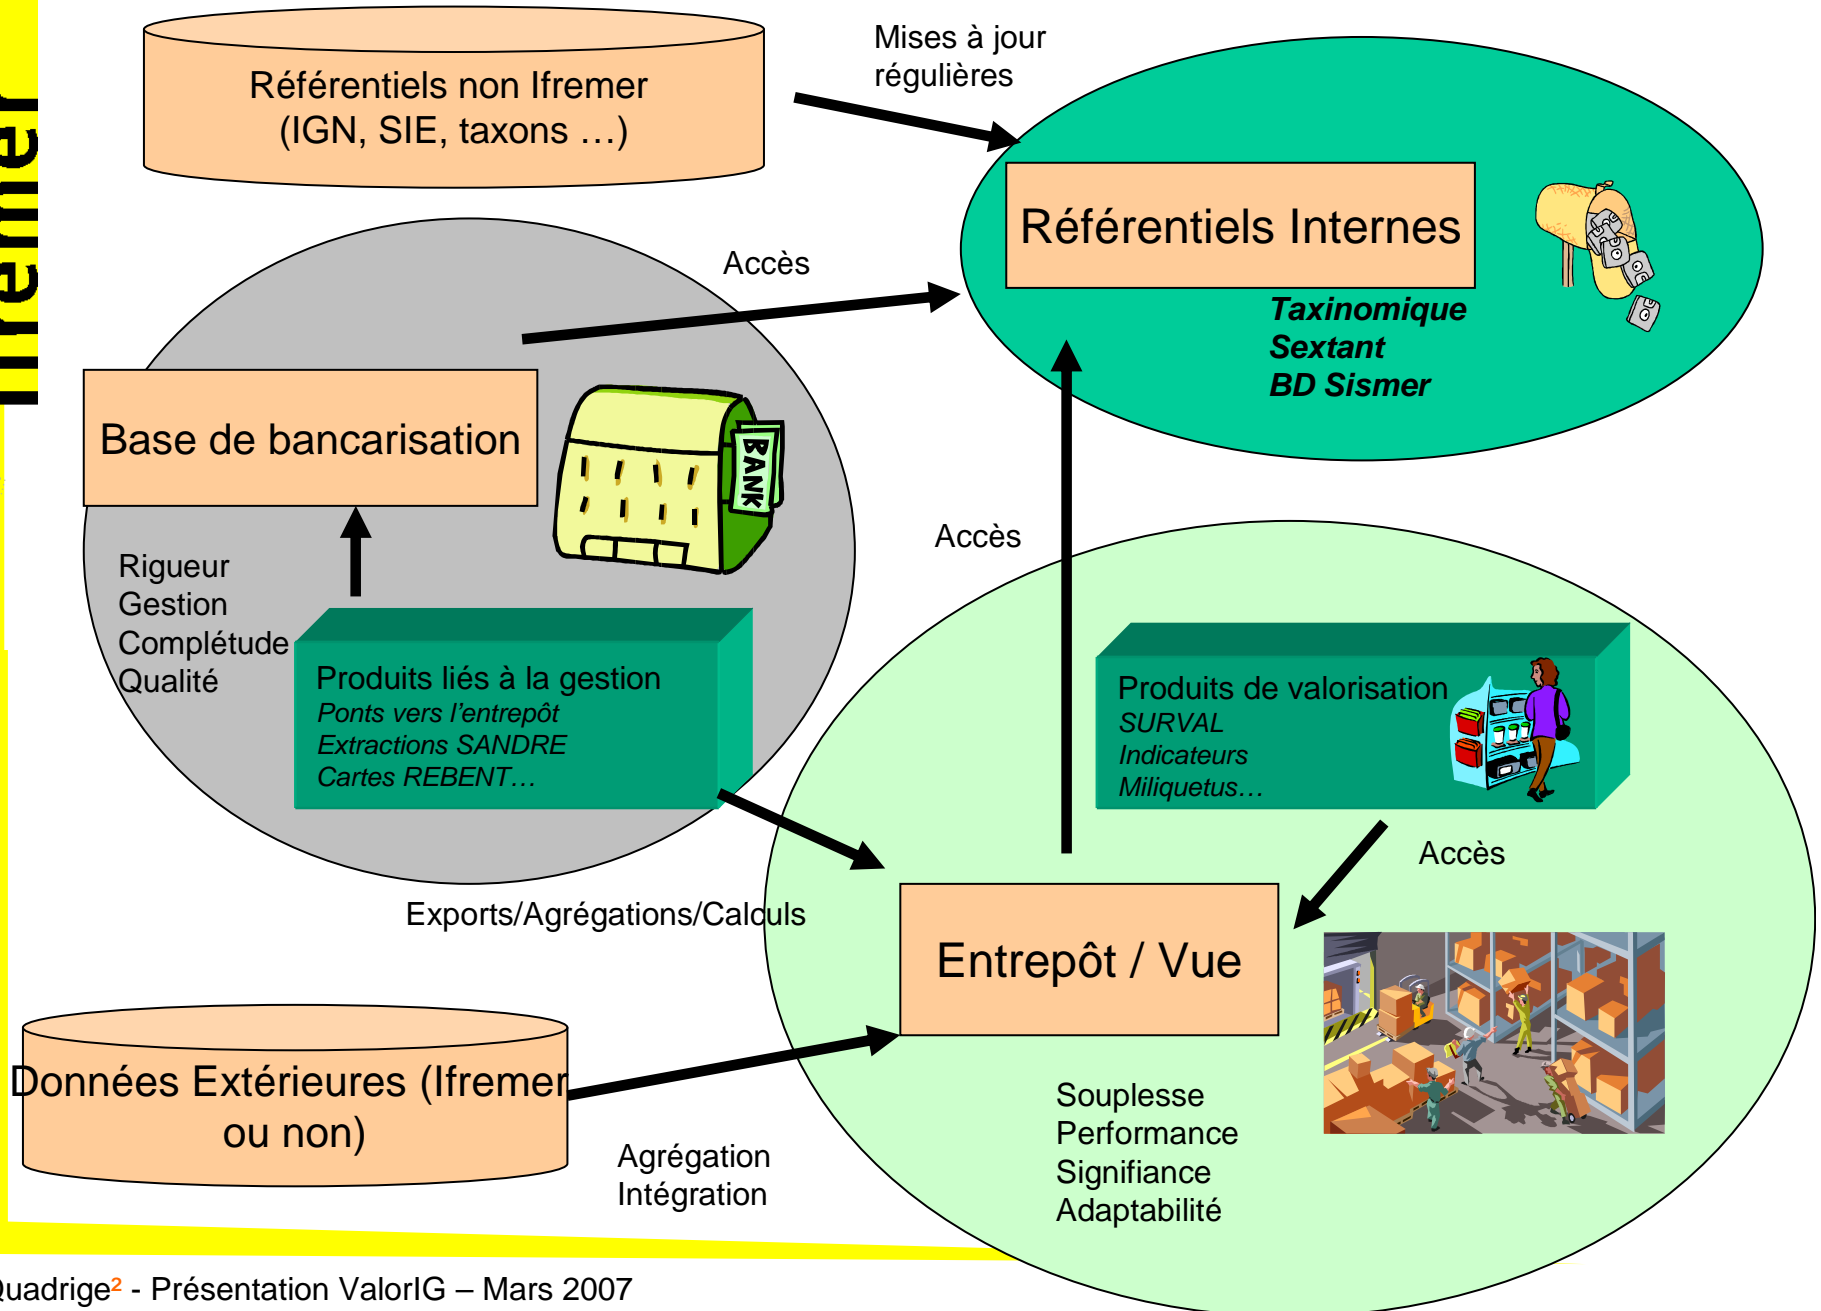 Ifremer
Référentiels non Ifremer
(IGN, SIE, taxons …)
Mises à jour
régulières
Référentiels Internes
Taxinomique
Sextant
BD Sismer
Accès
Base de bancarisation
BANK
Rigueur
Gestion
Complétude
Qualité
Produits liés à la gestion
Ponts vers l’entrepôt
Extractions SANDRE
Cartes REBENT…
Accès
Produits de valorisation
SURVAL
Indicateurs
Miliquetus…
Accès
Exports/Agrégations/Calculs
Entrepôt / Vue
Données Extérieures (Ifremer
ou non)
Agrégation
Intégration
Souplesse
Performance
Signifiance
Adaptabilité
Quadrige² - Présentation ValorIG – Mars 2007